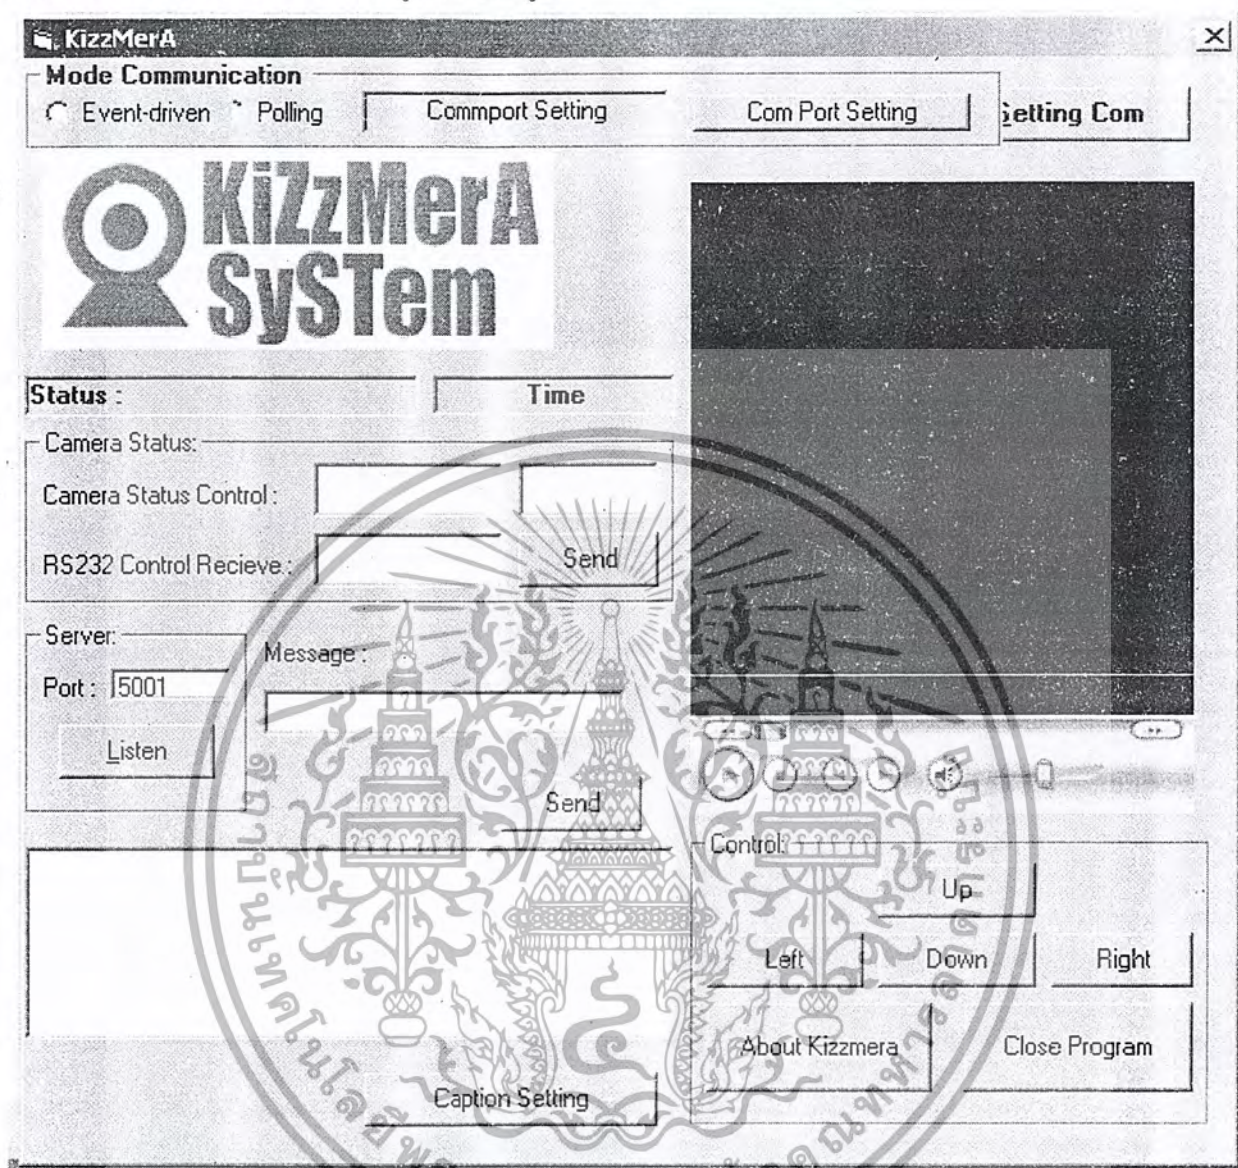 KizzMerA
Mode Communication
Event-driven Polling Commport Setting Com Port Setting etting Com
KiZzMerA
SySTem
Status : Time
Camera Status:
Camera Status Control :
RS232 Control Recieve : Send
Server:
Port : 5001
Message :
Listen
Send
Control:
Up
Left Down Right
About Kizzmera Close Program
Caption Setting